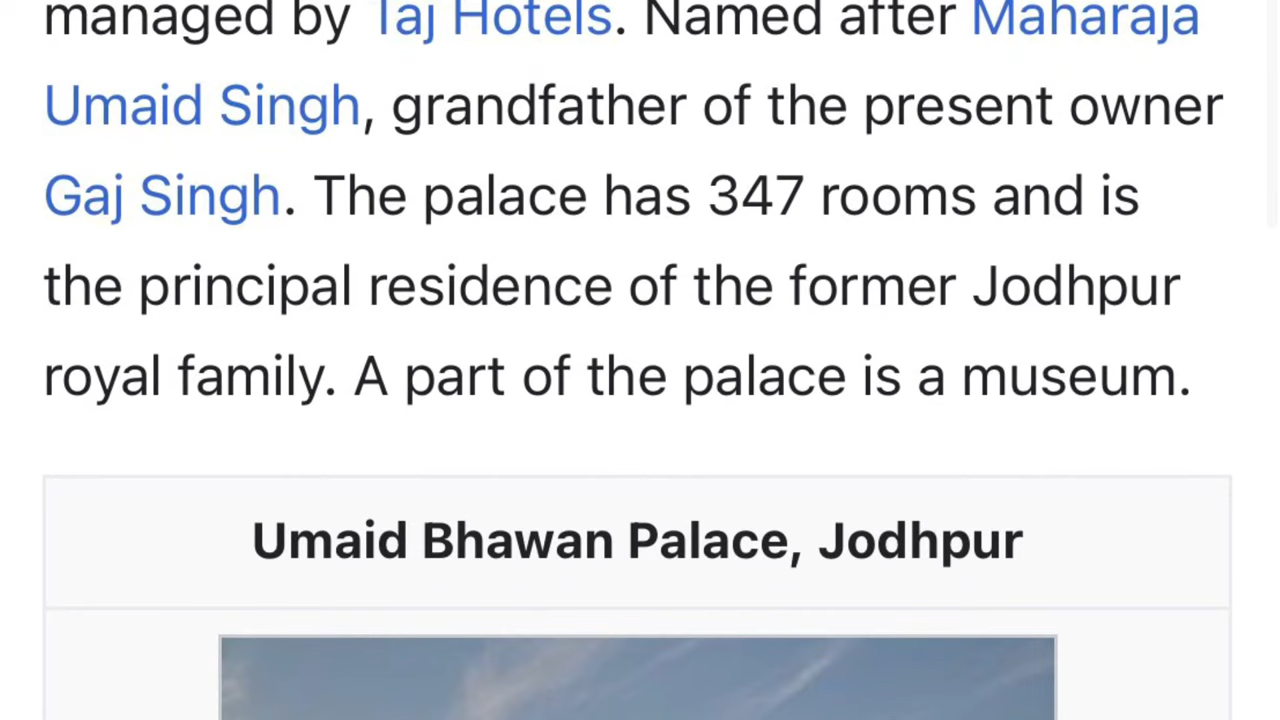 managed by Taj Hotels. Named after Maharaja
Umaid Singh, grandfather of the present owner
Gaj Singh. The palace has 347 rooms and is
the principal residence of the former Jodhpur
royal family. A part of the palace is a museum.
Umaid Bhawan Palace, Jodhpur